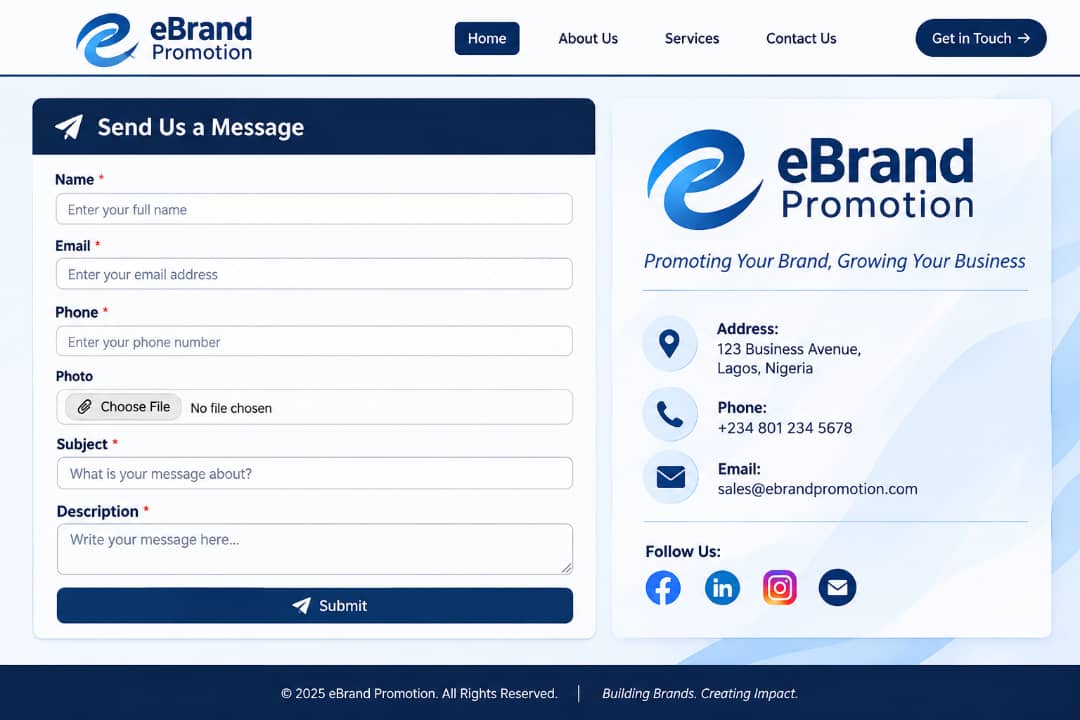 eBrand
Promotion
Home
About Us
Services
Contact Us
Get in Touch →
Send Us a Message
Name *
Enter your full name
Email *
Enter your email address
Phone *
Enter your phone number
Photo
Choose File No file chosen
Subject *
What is your message about?
Description *
Write your message here...
Submit
eBrand
Promotion
Promoting Your Brand, Growing Your Business
Address:
123 Business Avenue,
Lagos, Nigeria
Phone:
+234 801 234 5678
Email:
sales@ebrandpromotion.com
Follow Us:
f
in
© 2025 eBrand Promotion. All Rights Reserved. | Building Brands. Creating Impact.